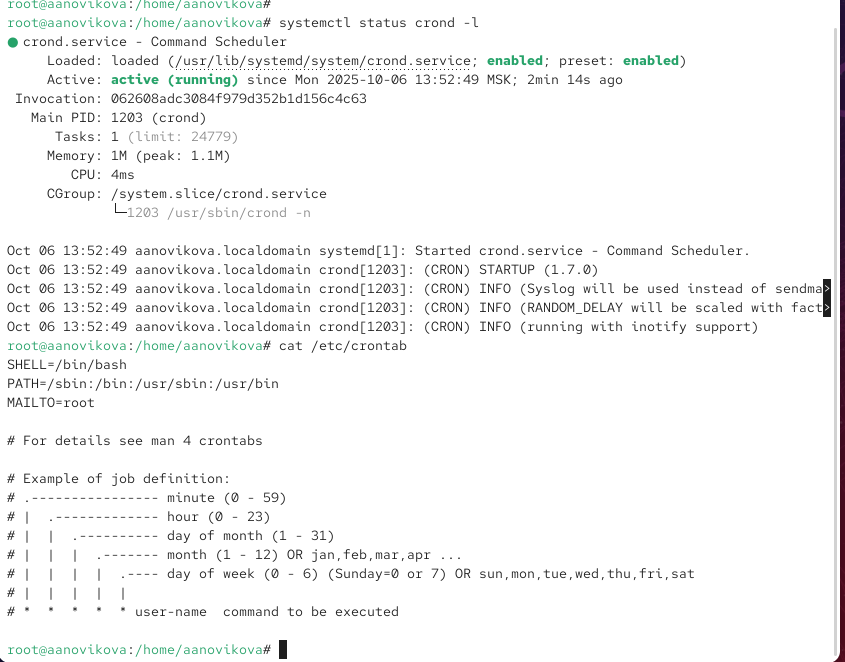 root@aanovikova:/home/aanovikova#
root@aanovikova:/home/aanovikova# systemctl status crond -l
● crond.service - Command Scheduler
     Loaded: loaded (/usr/lib/systemd/system/crond.service; enabled; preset: enabled)
     Active: active (running) since Mon 2025-10-06 13:52:49 MSK; 2min 14s ago
 Invocation: 062608adc3084f979d352b1d156c4c63
   Main PID: 1203 (crond)
      Tasks: 1 (limit: 24779)
     Memory: 1M (peak: 1.1M)
        CPU: 4ms
     CGroup: /system.slice/crond.service
             └─1203 /usr/sbin/crond -n

Oct 06 13:52:49 aanovikova.localdomain systemd[1]: Started crond.service - Command Scheduler.
Oct 06 13:52:49 aanovikova.localdomain crond[1203]: (CRON) STARTUP (1.7.0)
Oct 06 13:52:49 aanovikova.localdomain crond[1203]: (CRON) INFO (Syslog will be used instead of sendma>
Oct 06 13:52:49 aanovikova.localdomain crond[1203]: (CRON) INFO (RANDOM_DELAY will be scaled with fact>
Oct 06 13:52:49 aanovikova.localdomain crond[1203]: (CRON) INFO (running with inotify support)
root@aanovikova:/home/aanovikova# cat /etc/crontab
SHELL=/bin/bash
PATH=/sbin:/bin:/usr/sbin:/usr/bin
MAILTO=root

# For details see man 4 crontabs

# Example of job definition:
# .---------------- minute (0 - 59)
# |  .------------- hour (0 - 23)
# |  |  .---------- day of month (1 - 31)
# |  |  |  .------- month (1 - 12) OR jan,feb,mar,apr ...
# |  |  |  |  .---- day of week (0 - 6) (Sunday=0 or 7) OR sun,mon,tue,wed,thu,fri,sat
# |  |  |  |  |
# *  *  *  *  * user-name  command to be executed

root@aanovikova:/home/aanovikova#